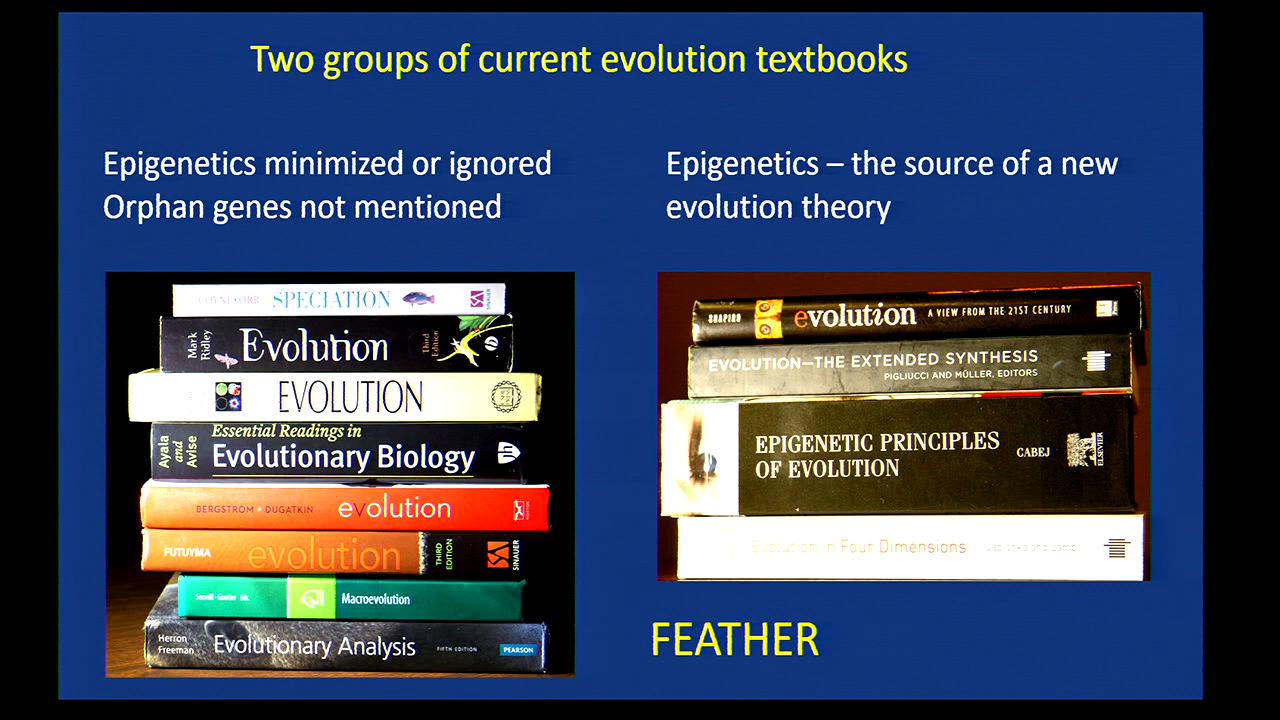 Two groups of current evolution textbooks
Epigenetics minimized or ignored
Orphan genes not mentioned
COYNE • ORR SPECIATION SINAUER
Mark
Ridley
Evolution
Third
Edition
EVOLUTION
Ayala
and
Avise
Essential Readings in
Evolutionary Biology
jh
BERGSTROM • DUGATKIN evolution
NORTON
FUTUYMA evolution
THIRD
EDITION
SINAUER
Macroevolution
Herron
Freeman
Evolutionary Analysis
FIFTH EDITION
PEARSON
Epigenetics – the source of a new
evolution theory
SHAPIRO evolution A VIEW FROM THE 21ST CENTURY
EVOLUTION—THE EXTENDED SYNTHESIS
PIGLIUCCI AND MÜLLER, EDITORS
EPIGENETIC PRINCIPLES
OF EVOLUTION
CABEJ
ELSEVIER
Evolution in Four Dimensions
FEATHER